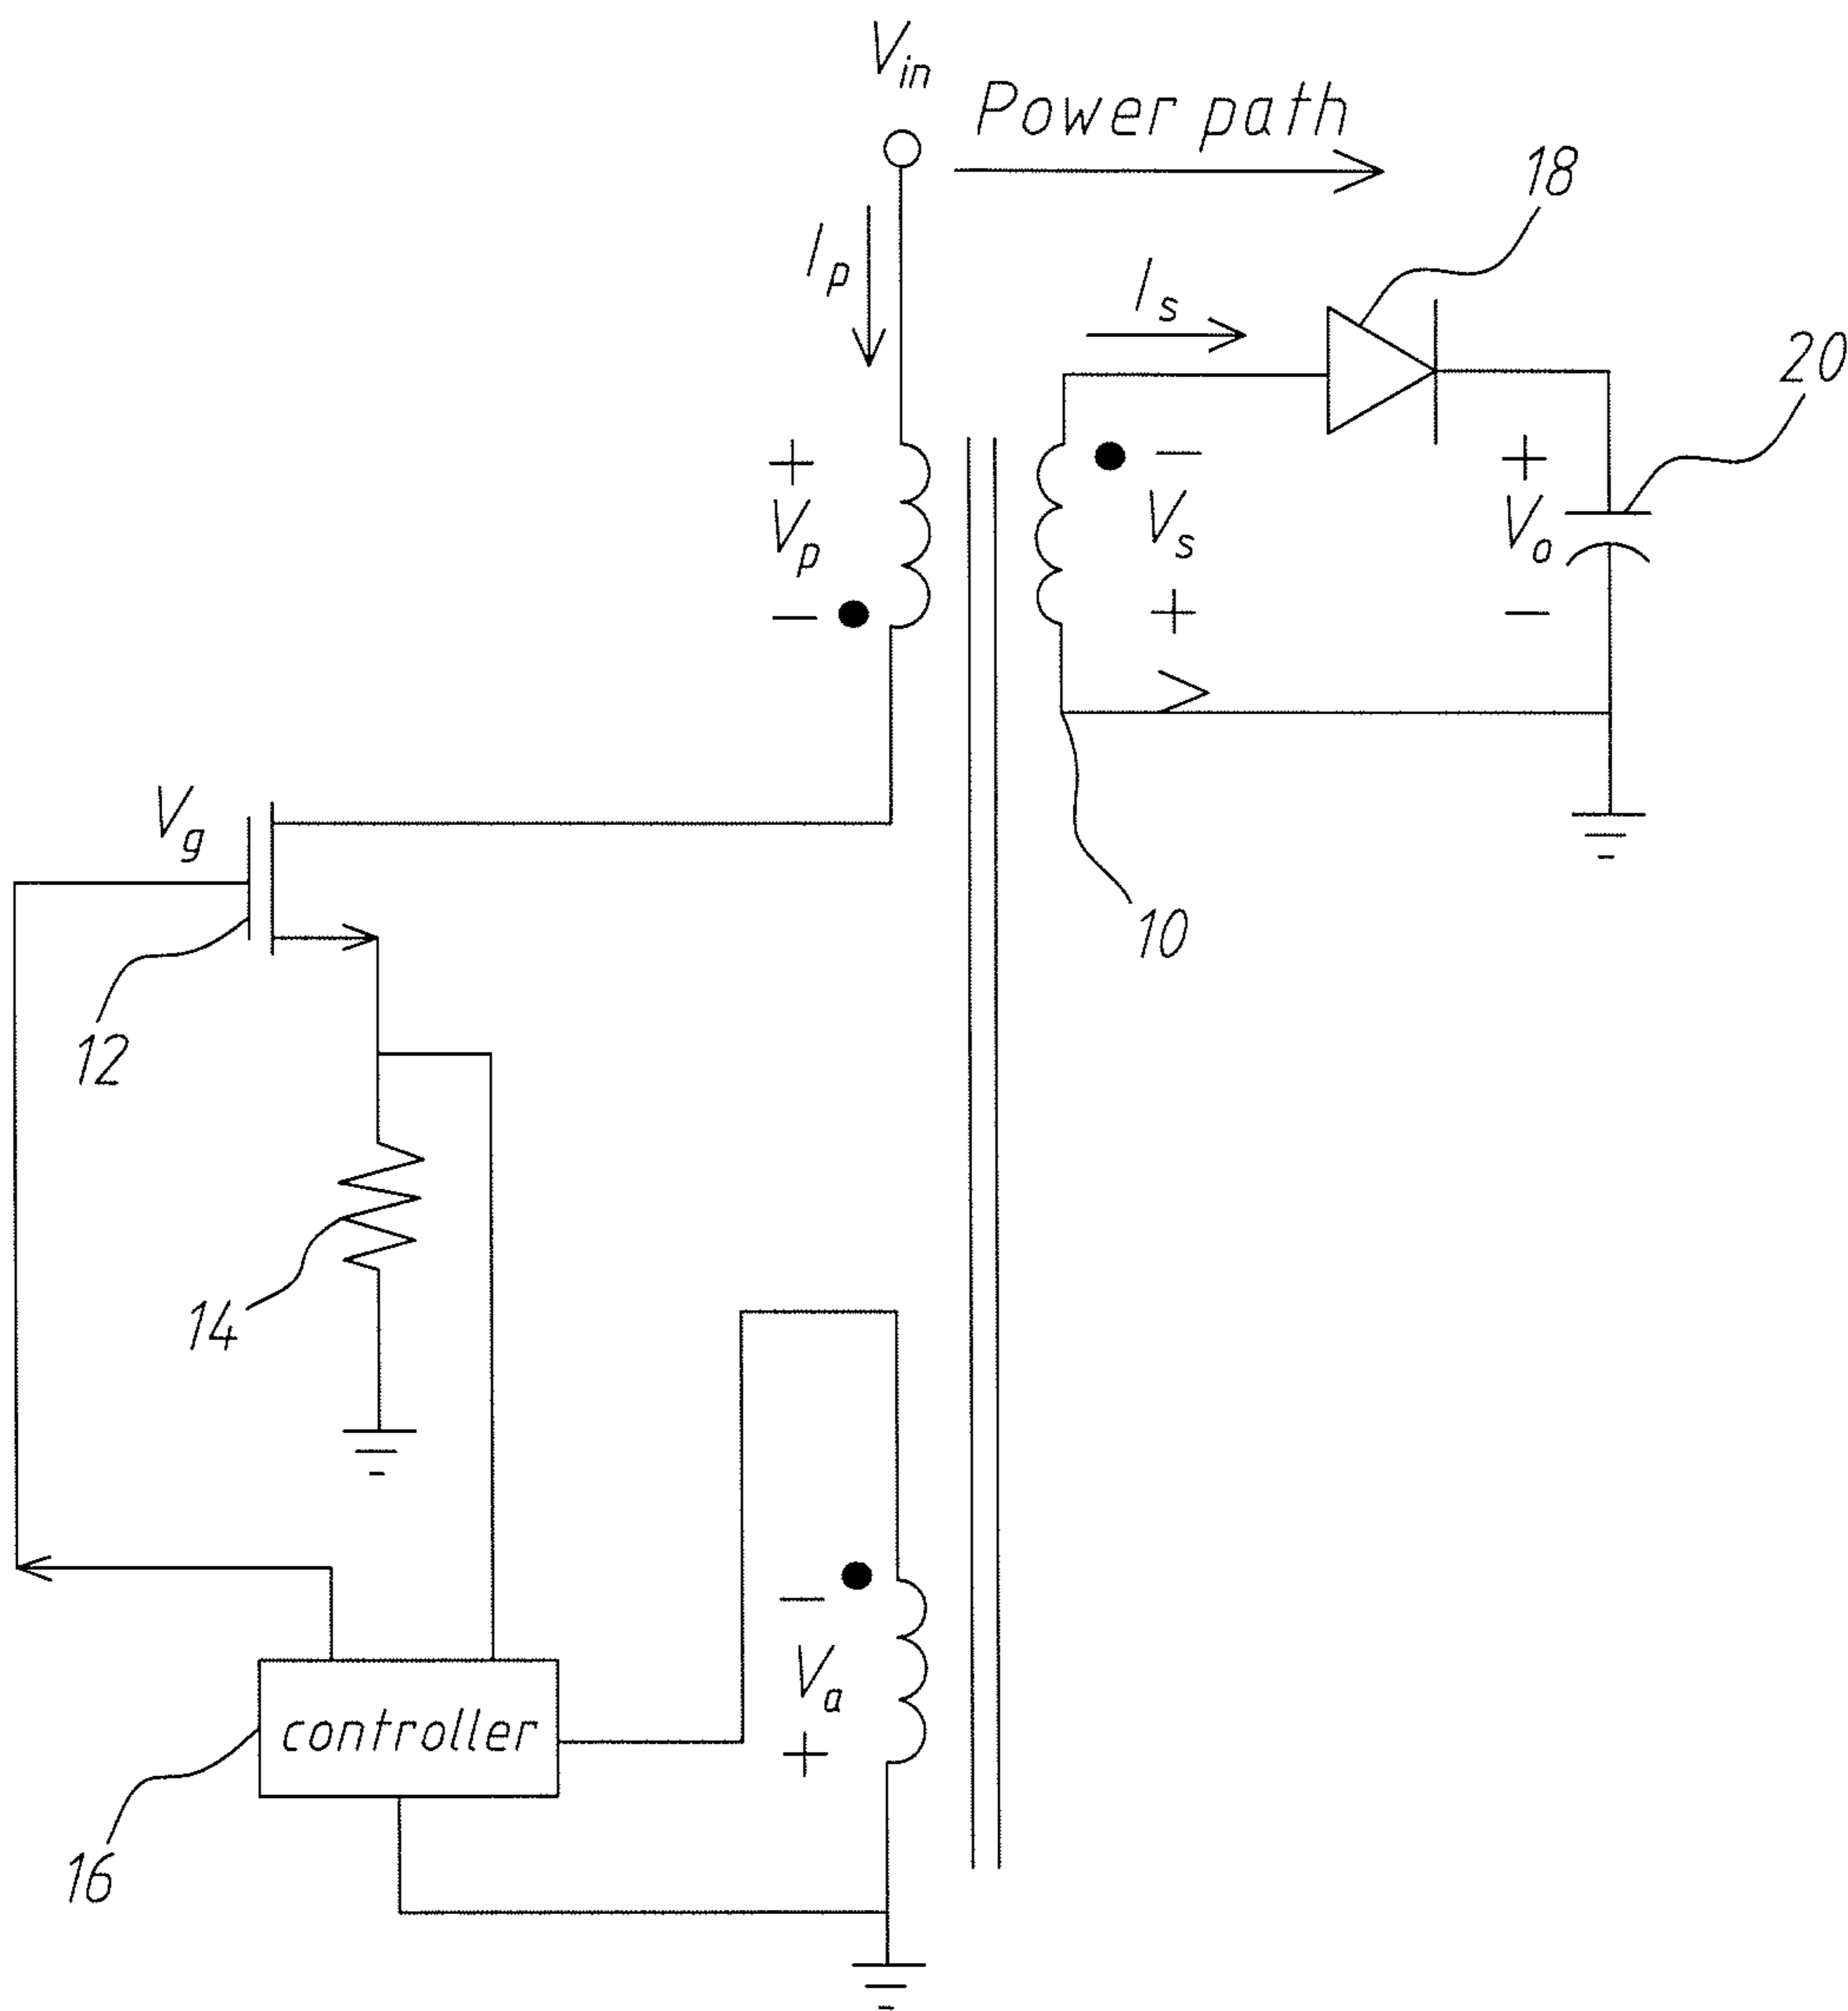 Vin
Power path
18
Ip
Is
20
+
Vp
−
−
Vs
+
+
Vo
−
Vg
10
12
14
−
Va
+
controller
16